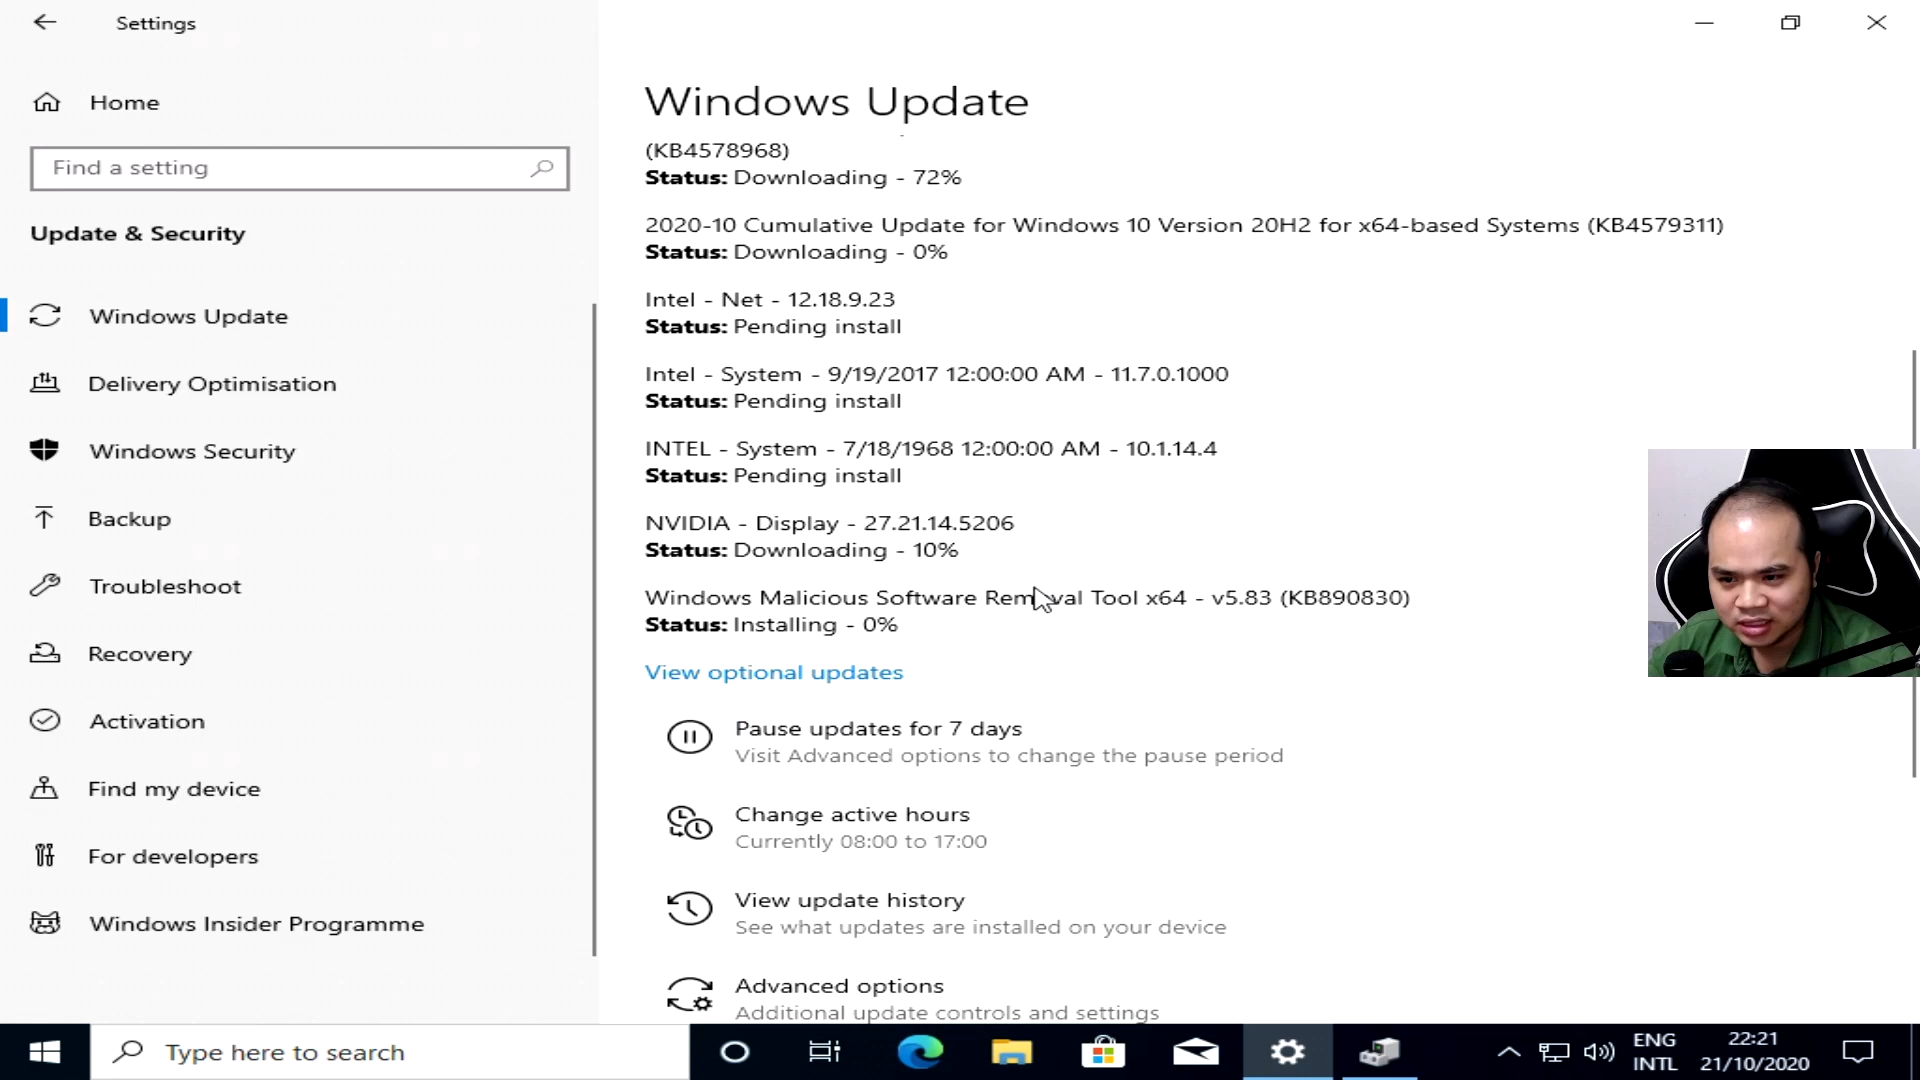 Settings
Home
Find a setting
Update & Security
Windows Update
Delivery Optimisation
Windows Security
Backup
Troubleshoot
Recovery
Activation
Find my device
For developers
Windows Insider Programme
Windows Update
(KB4578968)
Status: Downloading - 72%
2020-10 Cumulative Update for Windows 10 Version 20H2 for x64-based Systems (KB4579311)
Status: Downloading - 0%
Intel - Net - 12.18.9.23
Status: Pending install
Intel - System - 9/19/2017 12:00:00 AM - 11.7.0.1000
Status: Pending install
INTEL - System - 7/18/1968 12:00:00 AM - 10.1.14.4
Status: Pending install
NVIDIA - Display - 27.21.14.5206
Status: Downloading - 10%
Windows Malicious Software Removal Tool x64 - v5.83 (KB890830)
Status: Installing - 0%
View optional updates
Pause updates for 7 days
Visit Advanced options to change the pause period
Change active hours
Currently 08:00 to 17:00
View update history
See what updates are installed on your device
Advanced options
Additional update controls and settings
Type here to search
ENG
INTL
22:21
21/10/2020